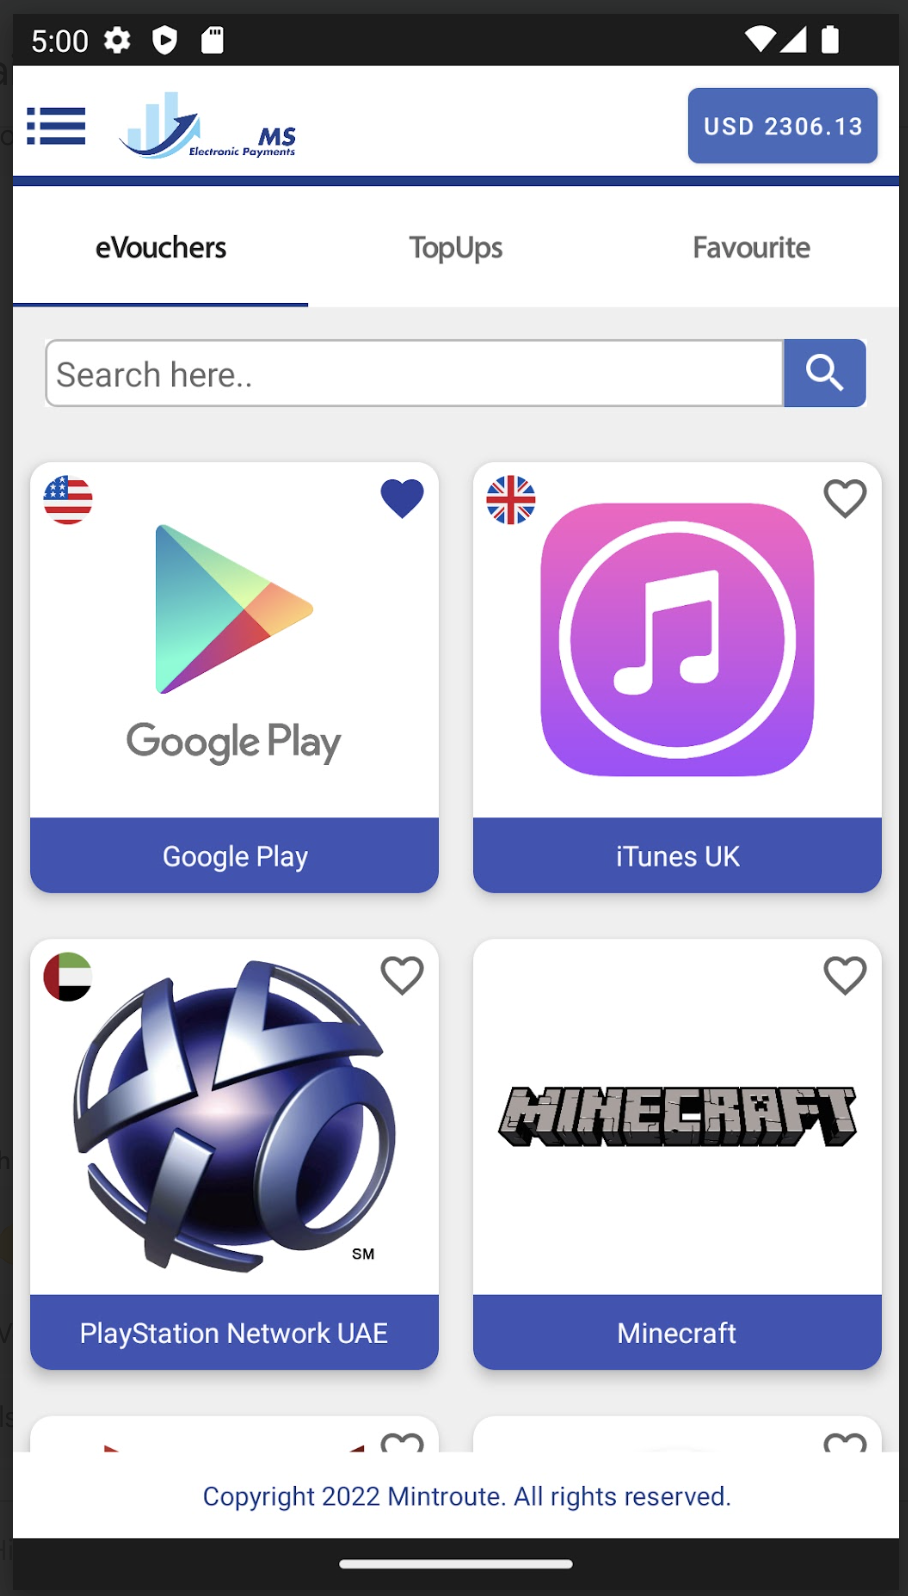 5:00
MS
Electronic Payments
USD 2306.13
eVouchers
TopUps
Favourite
Search here..
Google Play
Google Play
iTunes UK
SM
PlayStation Network UAE
MINECRAFT
Minecraft
Copyright 2022 Mintroute. All rights reserved.